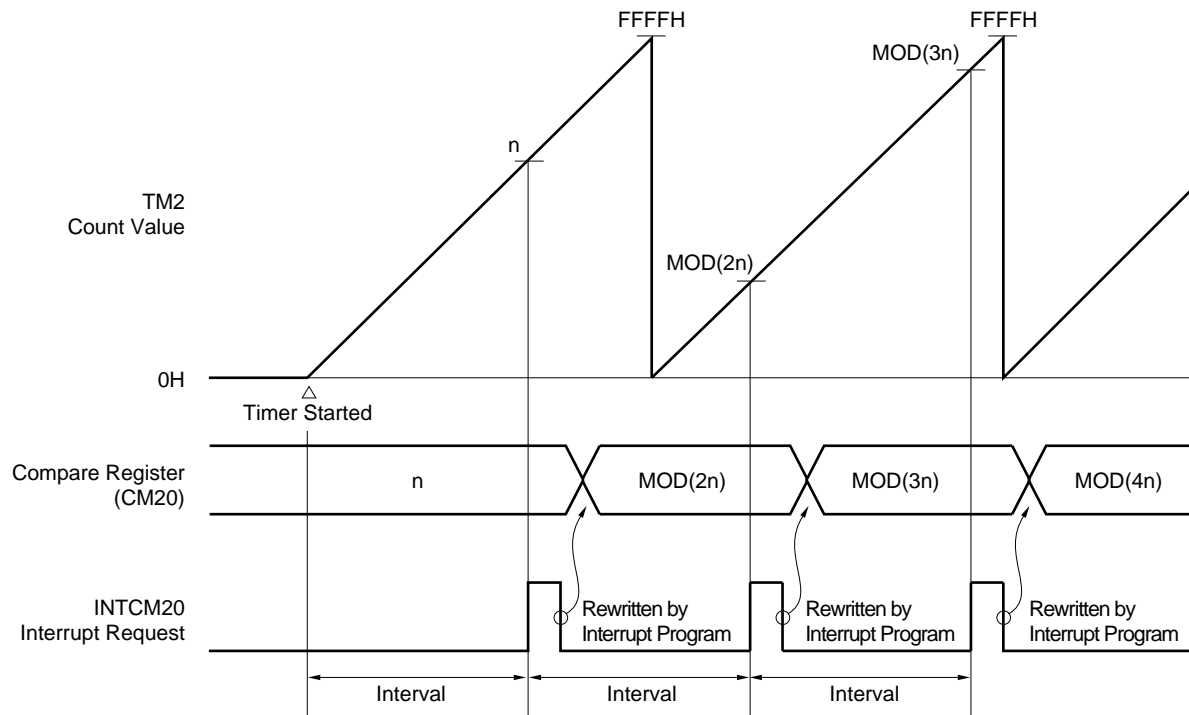 FFFFH
FFFFH
MOD(3n)
n
TM2
Count Value
MOD(2n)
0H
Timer Started
Compare Register
(CM20)
n
MOD(2n)
MOD(3n)
MOD(4n)
INTCM20
Interrupt Request
Rewritten by
Interrupt Program
Rewritten by
Interrupt Program
Rewritten by
Interrupt Program
Interval
Interval
Interval